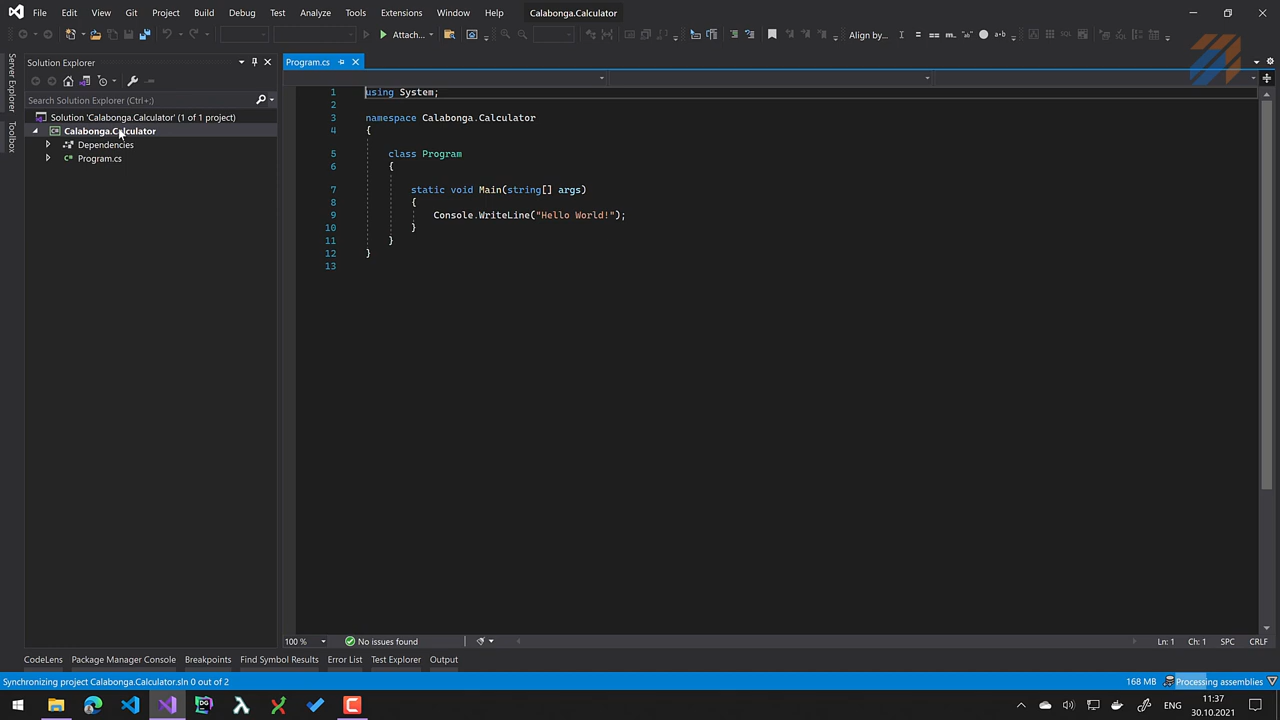 File Edit View Git Project Build Debug Test Analyze Tools Extensions Window Help Calabonga.Calculator
Attach... Align by...
Server Explorer
Toolbox
Solution Explorer
Search Solution Explorer (Ctrl+;)
Solution 'Calabonga.Calculator' (1 of 1 project)
Calabonga.Calculator
Dependencies
Program.cs
Program.cs
1 using System;
2
3 namespace Calabonga.Calculator
4 {
5 class Program
6 {
7 static void Main(string[] args)
8 {
9 Console.WriteLine("Hello World!");
10 }
11 }
12 }
13
100 % No issues found Ln: 1 Ch: 1 SPC CRLF
CodeLens Package Manager Console Breakpoints Find Symbol Results Error List Test Explorer Output
Synchronizing project Calabonga.Calculator.sln 0 out of 2 168 MB Processing assemblies
ENG 11:37
30.10.2021